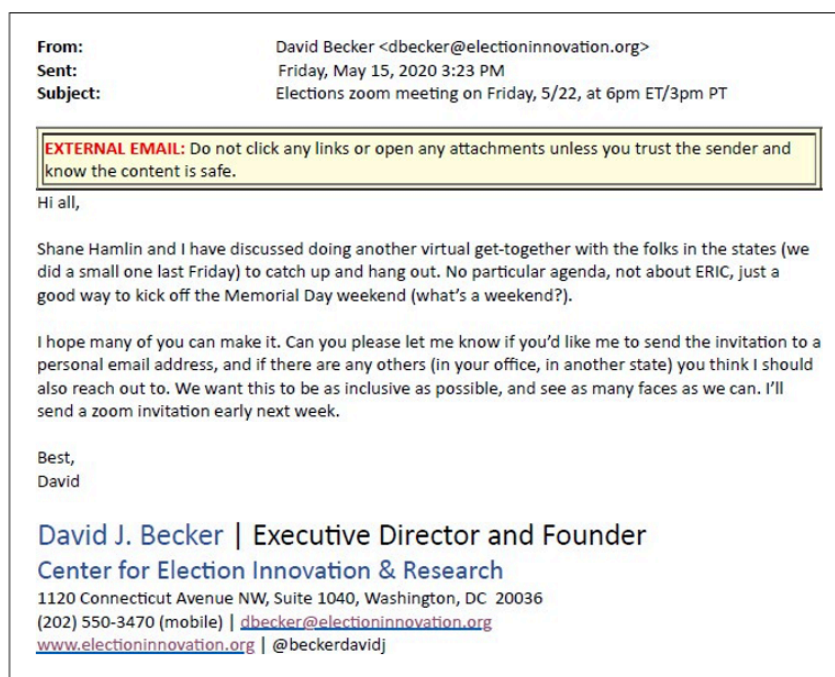 From: David Becker <dbecker@electioninnovation.org>
Sent: Friday, May 15, 2020 3:23 PM
Subject: Elections zoom meeting on Friday, 5/22, at 6pm ET/3pm PT
EXTERNAL EMAIL: Do not click any links or open any attachments unless you trust the sender and
know the content is safe.
Hi all,
Shane Hamlin and I have discussed doing another virtual get-together with the folks in the states (we
did a small one last Friday) to catch up and hang out. No particular agenda, not about ERIC, just a
good way to kick off the Memorial Day weekend (what's a weekend?).
I hope many of you can make it. Can you please let me know if you'd like me to send the invitation to a
personal email address, and if there are any others (in your office, in another state) you think I should
also reach out to. We want this to be as inclusive as possible, and see as many faces as we can. I'll
send a zoom invitation early next week.
Best,
David
David J. Becker | Executive Director and Founder
Center for Election Innovation & Research
1120 Connecticut Avenue NW, Suite 1040, Washington, DC 20036
(202) 550-3470 (mobile) | dbecker@electioninnovation.org
www.electioninnovation.org | @beckerdavidj